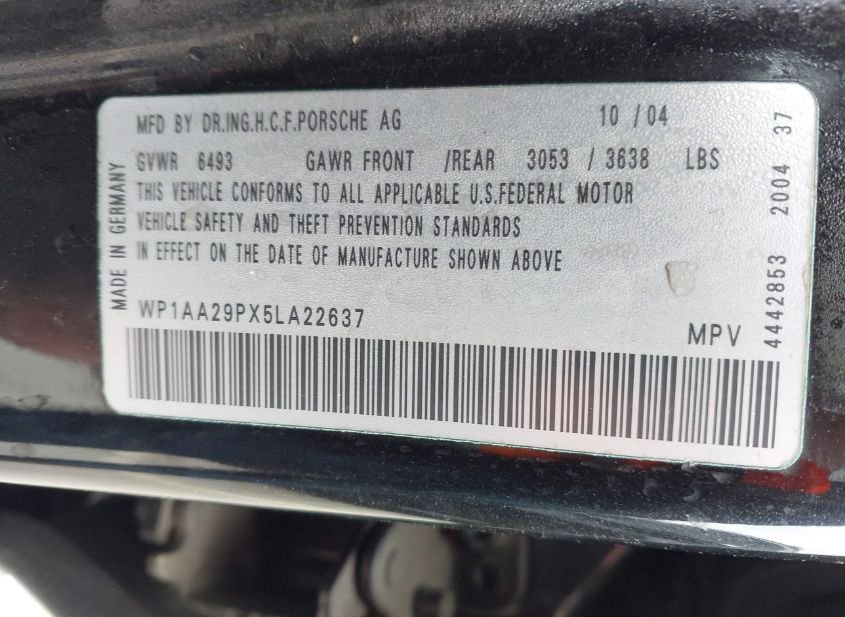 MFD BY DR.ING.H.C.F.PORSCHE AG 10 /04
GVWR 6493 GAWR FRONT /REAR 3053 / 3638 LBS
THIS VEHICLE CONFORMS TO ALL APPLICABLE U.S.FEDERAL MOTOR
VEHICLE SAFETY AND THEFT PREVENTION STANDARDS
IN EFFECT ON THE DATE OF MANUFACTURE SHOWN ABOVE
WP1AA29PX5LA22637
MPV
MADE IN GERMANY
4442853 2004 37